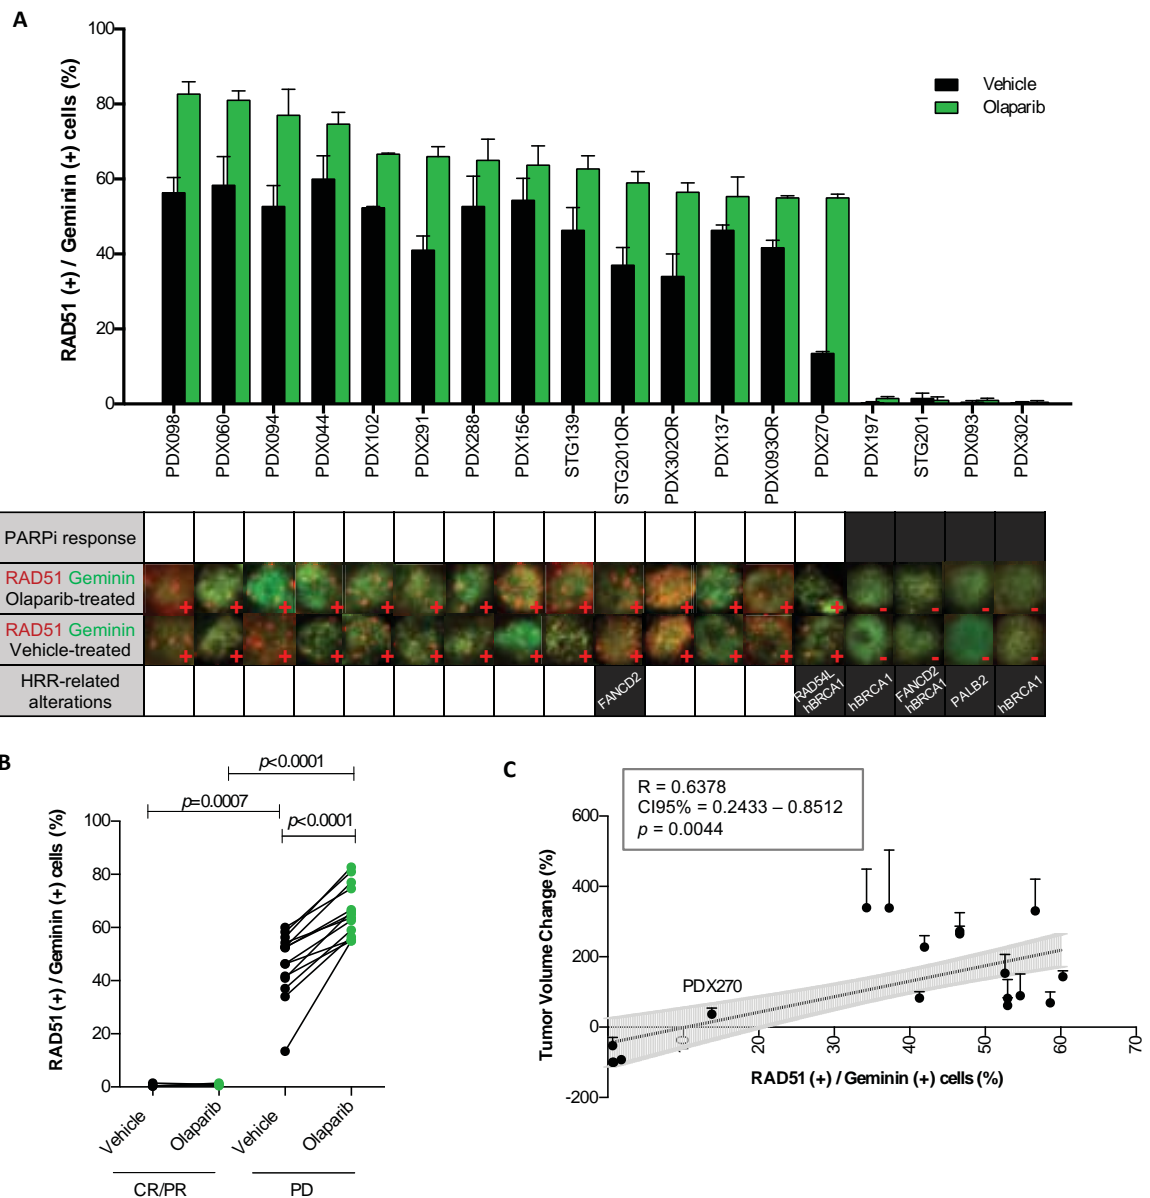 A
RAD51 (+) / Geminin (+) cells (%)
100
80
60
40
20
0
Vehicle
Olaparib
PDX098
PDX060
PDX094
PDX044
PDX102
PDX291
PDX288
PDX156
STG139
STG201OR
PDX302OR
PDX137
PDX093OR
PDX270
PDX197
STG201
PDX093
PDX302
PARPi response
RAD51 Geminin
Olaparib-treated
+ + + + + + + + + + + + + + - - - -
RAD51 Geminin
Vehicle-treated
+ + + + + + + + + + + + + - - - -
HRR-related
alterations
FANCD2
RAD54L
hBRCA1
hBRCA1
FANCD2
hBRCA1
PALB2
hBRCA1
B
RAD51 (+) / Geminin (+) cells (%)
p<0.0001
p=0.0007
p<0.0001
100
80
60
40
20
0
Vehicle
Olaparib
Vehicle
Olaparib
CR/PR
PD
C
R = 0.6378
CI95% = 0.2433 – 0.8512
p = 0.0044
Tumor Volume Change (%)
600
400
200
0
-200
PDX270
10
20
30
40
50
60
70
RAD51 (+) / Geminin (+) cells (%)